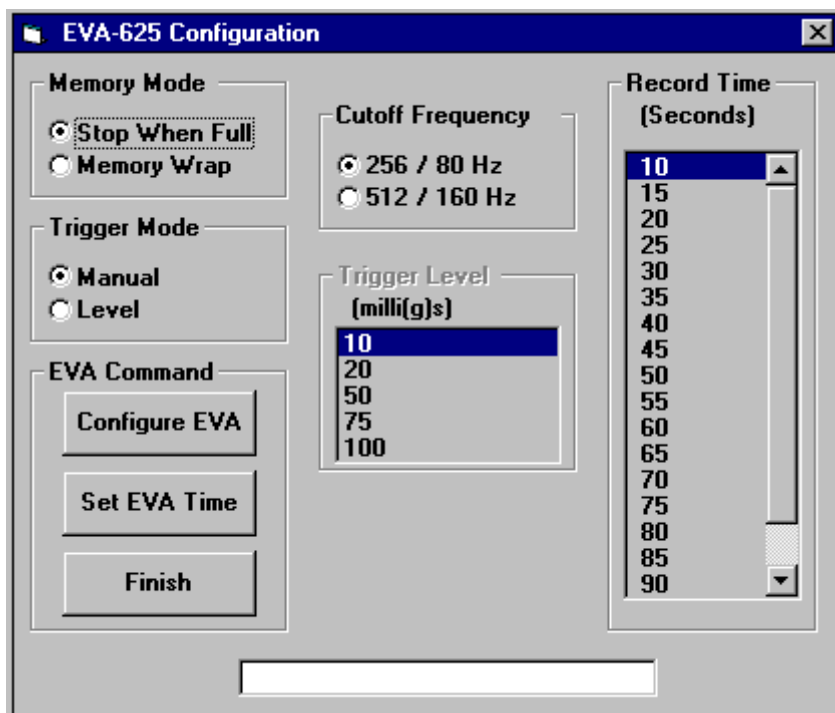 EVA-625 Configuration
Memory Mode
Stop When Full
Memory Wrap
Trigger Mode
Manual
Level
EVA Command
Configure EVA
Set EVA Time
Finish
Cutoff Frequency
256 / 80 Hz
512 / 160 Hz
Trigger Level
(milli(g)s)
10
20
50
75
100
Record Time
(Seconds)
10
15
20
25
30
35
40
45
50
55
60
65
70
75
80
85
90